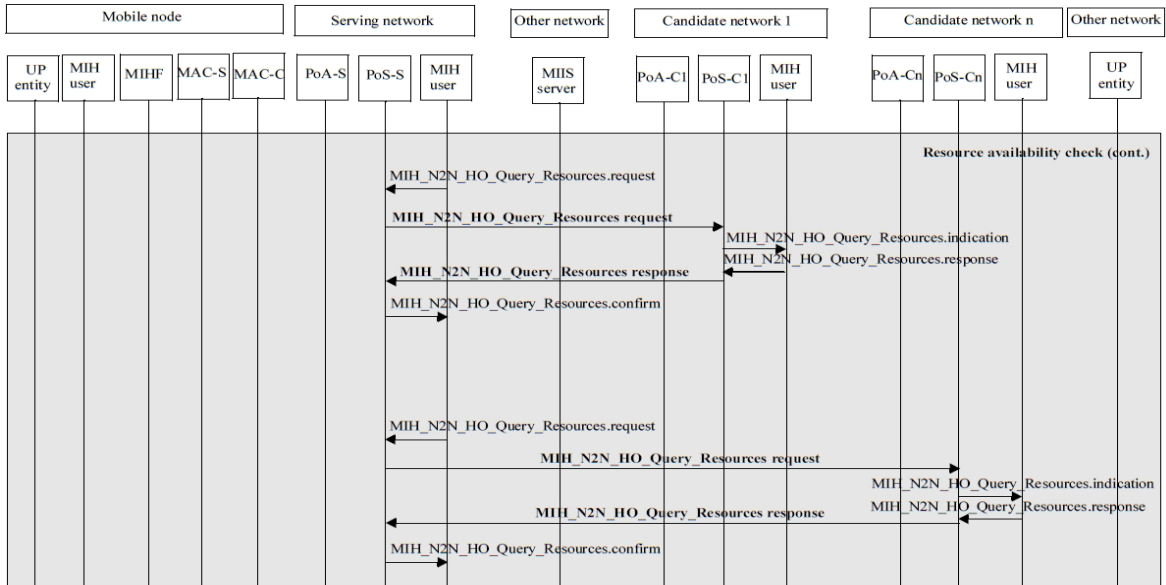 Mobile node
Serving network
Other network
Candidate network 1
Candidate network n
Other network
UP
entity
MIH
user
MIHF
MAC-S
MAC-C
PoA-S
PoS-S
MIH
user
MIIS
server
PoA-C1
PoS-C1
MIH
user
PoA-Cn
PoS-Cn
MIH
user
UP
entity
Resource availability check (cont.)
MIH_N2N_HO_Query_Resources.request
MIH_N2N_HO_Query_Resources request
MIH_N2N_HO_Query_Resources.indication
MIH_N2N_HO_Query_Resources.response
MIH_N2N_HO_Query_Resources response
MIH_N2N_HO_Query_Resources.confirm
MIH_N2N_HO_Query_Resources.request
MIH_N2N_HO_Query_Resources request
MIH_N2N_HO_Query_Resources.indication
MIH_N2N_HO_Query_Resources.response
MIH_N2N_HO_Query_Resources response
MIH_N2N_HO_Query_Resources.confirm